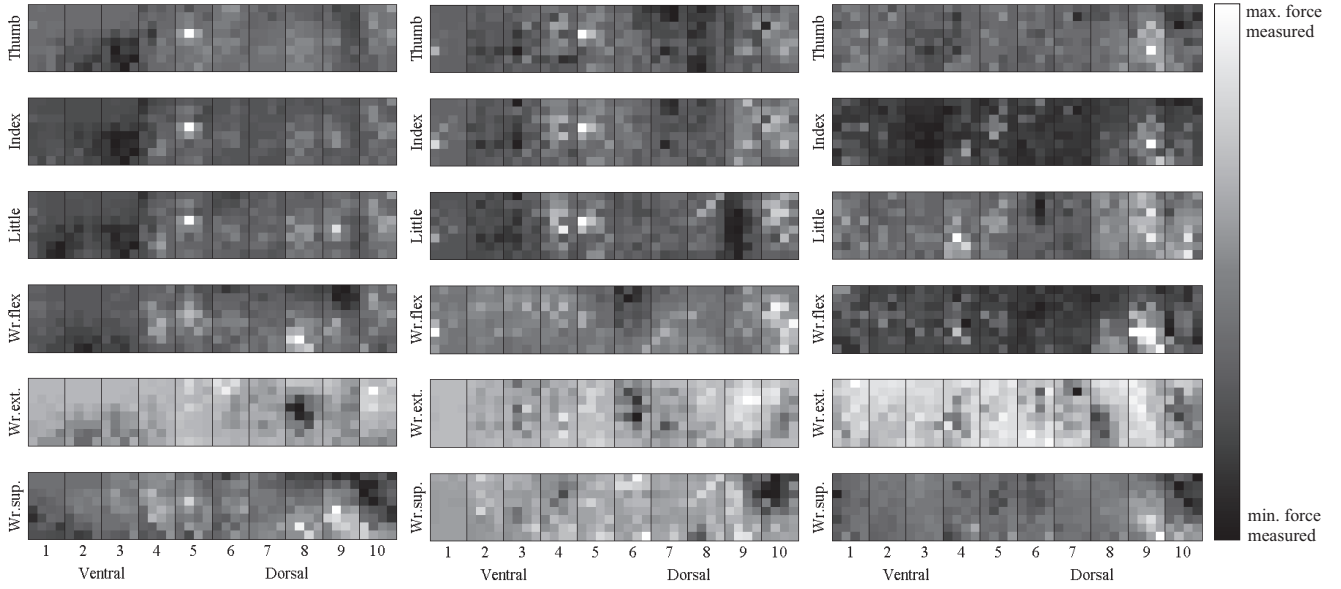 Thumb
Index
Little
Wr.flex
Wr.ext.
Wr.sup.
1 2 3 4 5 6 7 8 9 10
Ventral Dorsal
Thumb
Index
Little
Wr.flex
Wr.ext.
Wr.sup.
1 2 3 4 5 6 7 8 9 10
Ventral Dorsal
Thumb
Index
Little
Wr.flex
Wr.ext.
Wr.sup.
1 2 3 4 5 6 7 8 9 10
Ventral Dorsal
max. force
measured
min. force
measured